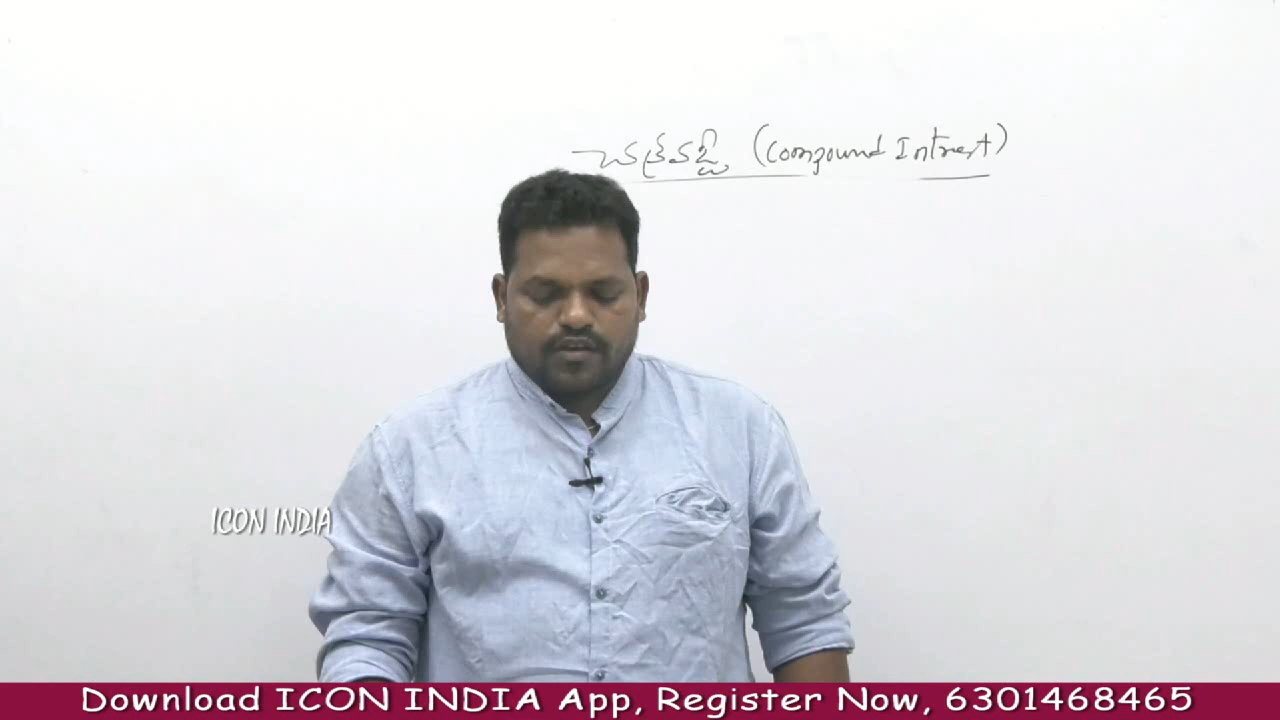 చక్రవడ్డీ (Compound Intrest)
ICON INDIA
Download ICON INDIA App, Register Now, 6301468465